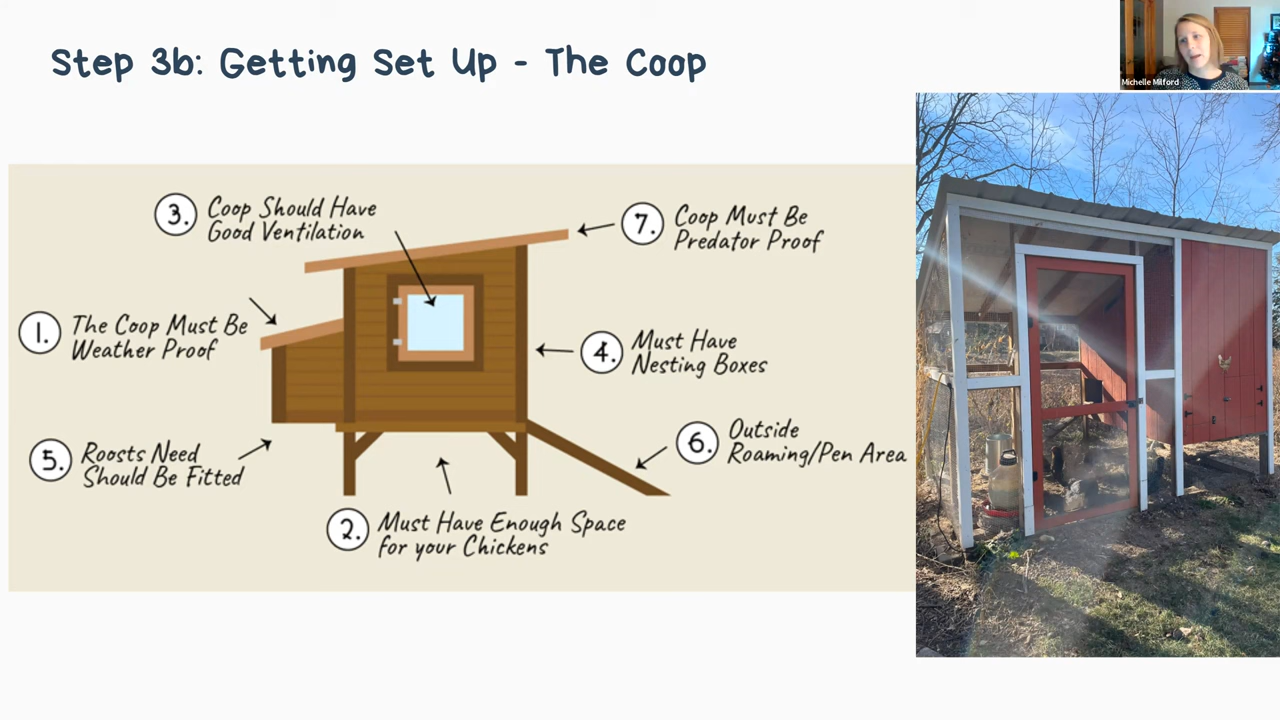 Step 3b: Getting Set Up - The Coop
Michelle Milford
3. Coop Should Have
Good Ventilation
7. Coop Must Be
Predator Proof
1. The Coop Must Be
Weather Proof
4. Must Have
Nesting Boxes
5. Roosts Need
Should Be Fitted
6. Outside
Roaming/Pen Area
2. Must Have Enough Space
for your Chickens